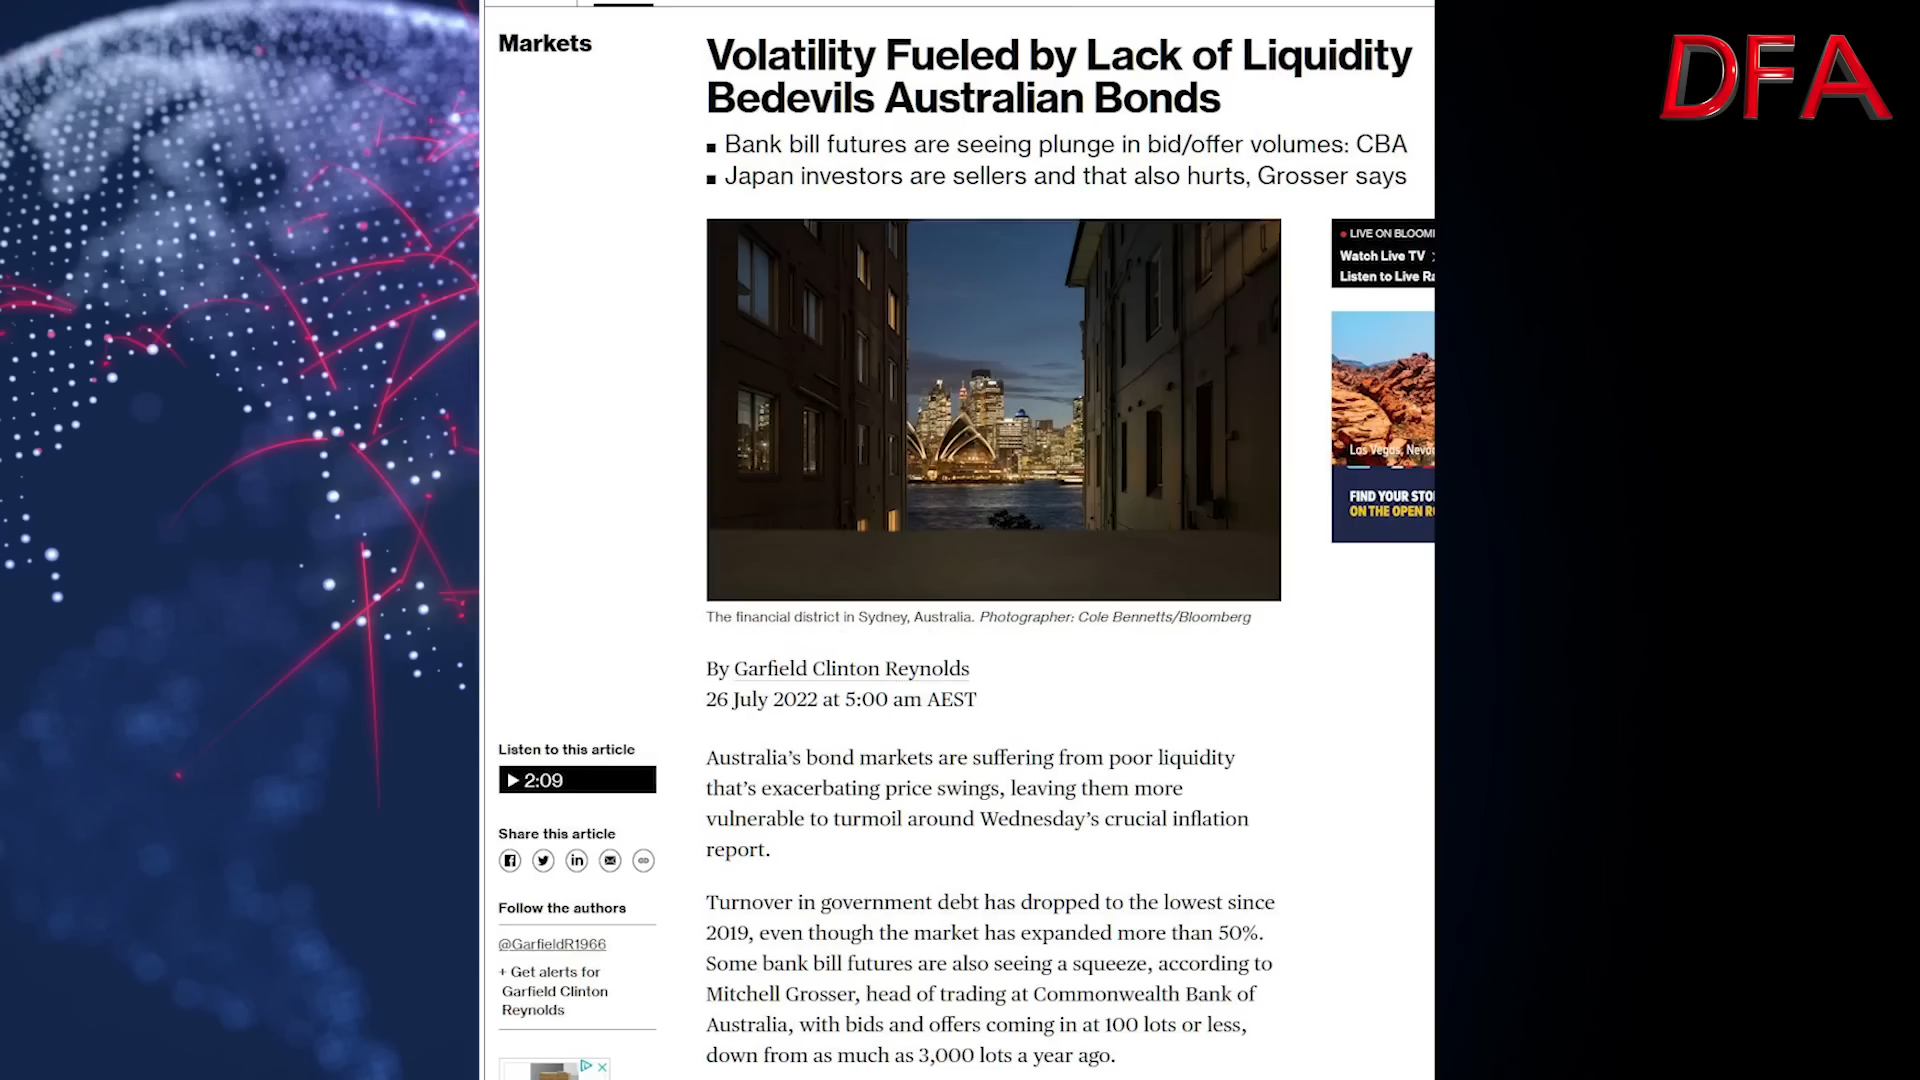 DFA
Markets
Volatility Fueled by Lack of Liquidity
Bedevils Australian Bonds
Bank bill futures are seeing plunge in bid/offer volumes: CBA
Japan investors are sellers and that also hurts, Grosser says
LIVE ON
Watch Live TV
Listen to Live
Las Vegas,
FIND YOUR
ON THE OPEN
The financial district in Sydney, Australia. Photographer: Cole Bennetts/Bloomberg
By Garfield Clinton Reynolds
26 July 2022 at 5:00 am AEST
Listen to this article
2:09
Share this article
Follow the authors
@GarfieldR1966
+ Get alerts for
Garfield Clinton
Reynolds
Australia’s bond markets are suffering from poor liquidity
that’s exacerbating price swings, leaving them more
vulnerable to turmoil around Wednesday’s crucial inflation
report.
Turnover in government debt has dropped to the lowest since
2019, even though the market has expanded more than 50%.
Some bank bill futures are also seeing a squeeze, according to
Mitchell Grosser, head of trading at Commonwealth Bank of
Australia, with bids and offers coming in at 100 lots or less,
down from as much as 3,000 lots a year ago.